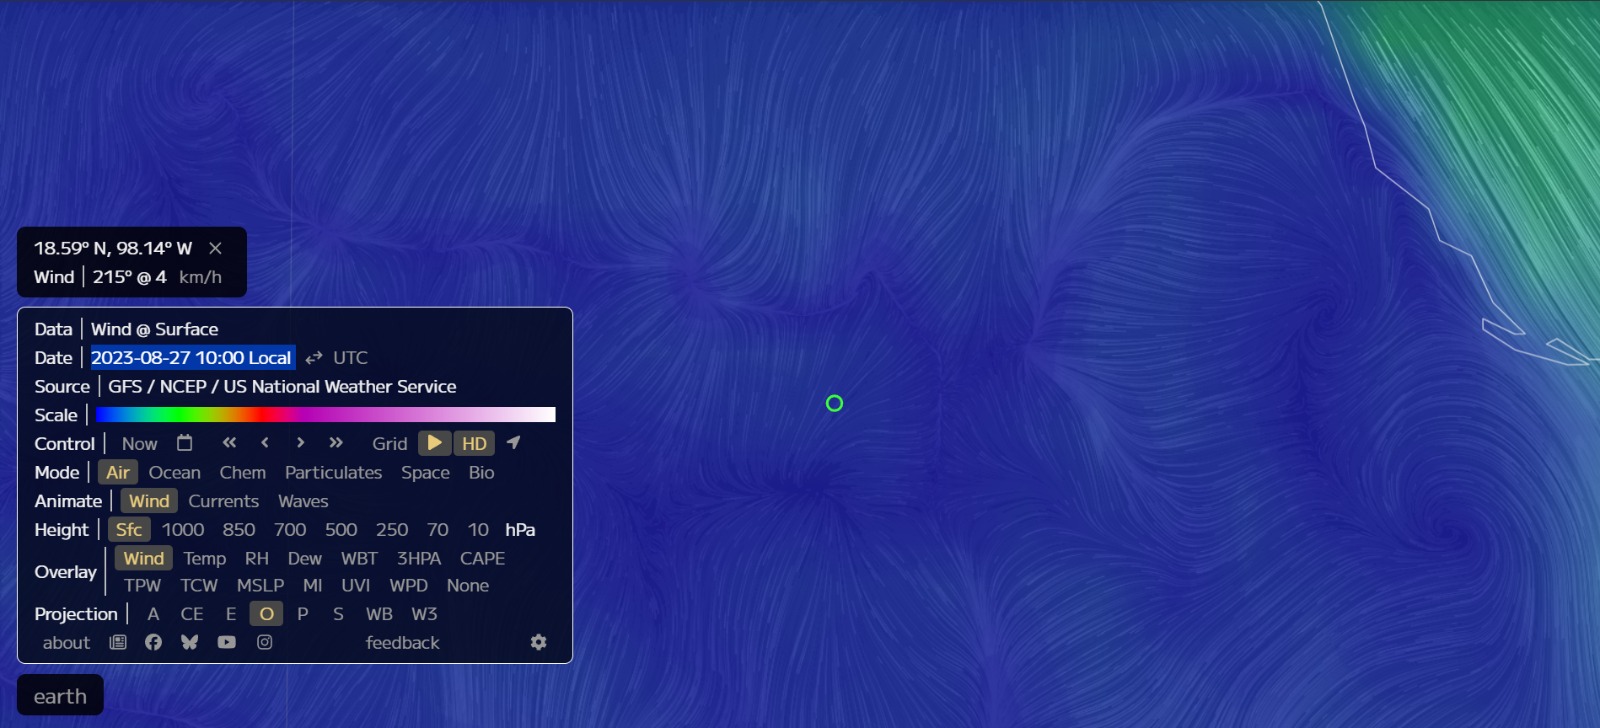 18.59° N, 98.14° W ×
Wind | 215° @ 4 km/h
Data | Wind @ Surface
Date | 2023-08-27 10:00 Local ⇄ UTC
Source | GFS / NCEP / US National Weather Service
Scale |
Control | Now « ‹ › » Grid HD
Mode | Air Ocean Chem Particulates Space Bio
Animate | Wind Currents Waves
Height | Sfc 1000 850 700 500 250 70 10 hPa
Overlay | Wind Temp RH Dew WBT 3HPA CAPE
TPW TCW MSLP MI UVI WPD None
Projection | A CE E O P S WB W3
about feedback
earth